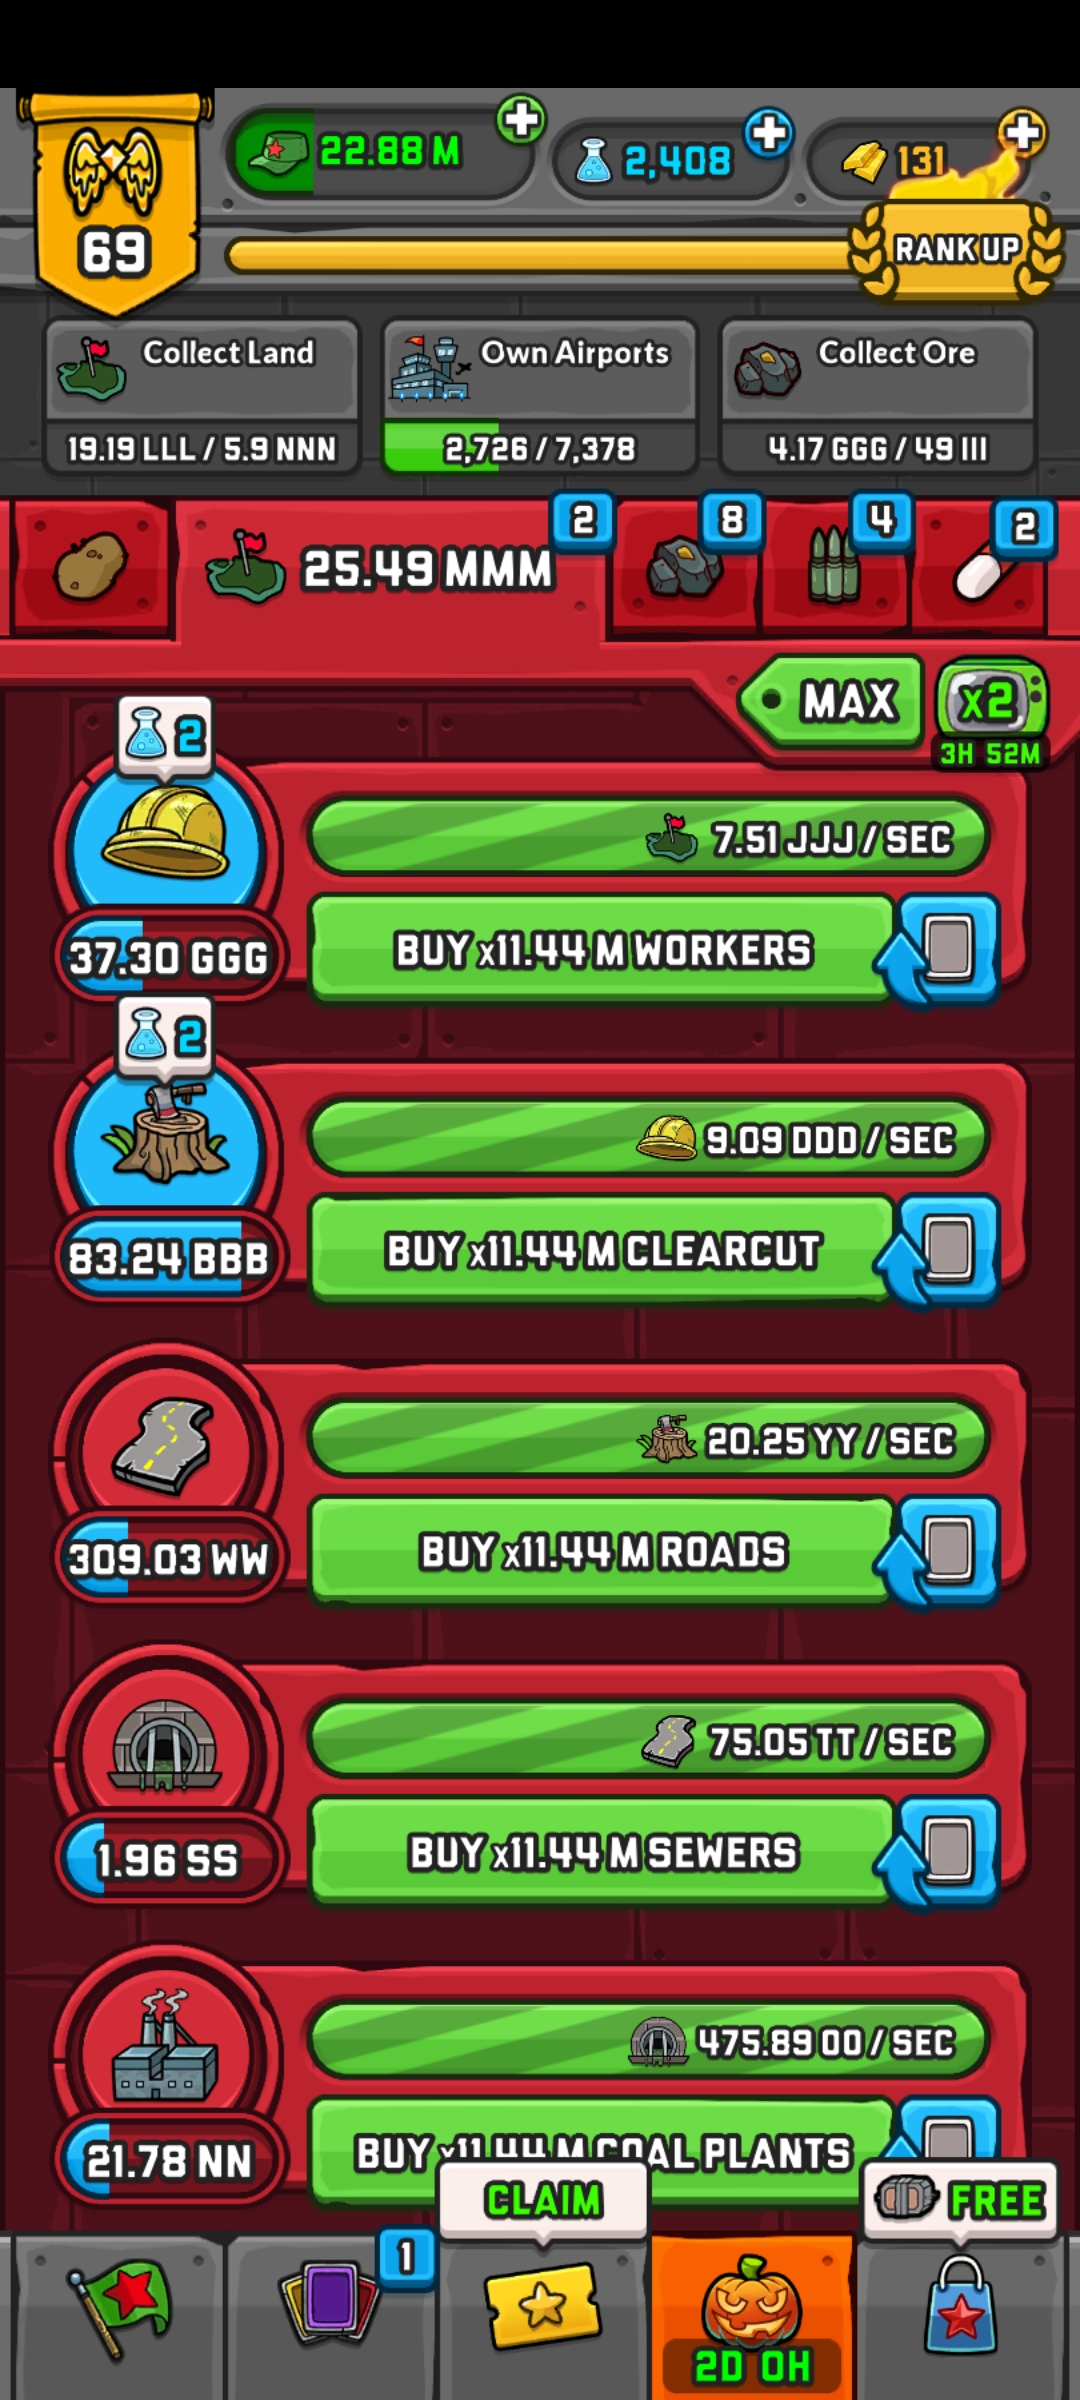 22.88 M
2,408
131
69
RANK UP
Collect Land
Own Airports
Collect Ore
19.19 LLL / 5.9 NNN
2,726 / 7,378
4.17 GGG / 49 III
25.49 MMM
2
8
4
2
MAX
x2
3H 52M
2
7.51 JJJ / SEC
37.30 GGG
BUY x11.44 M WORKERS
2
9.09 DDD / SEC
83.24 BBB
BUY x11.44 M CLEARCUT
20.25 YY / SEC
309.03 WW
BUY x11.44 M ROADS
75.05 TT / SEC
1.96 SS
BUY x11.44 M SEWERS
475.89 OO / SEC
21.78 NN
BUY x11.44 M COAL PLANTS
CLAIM
FREE
1
2D 0H